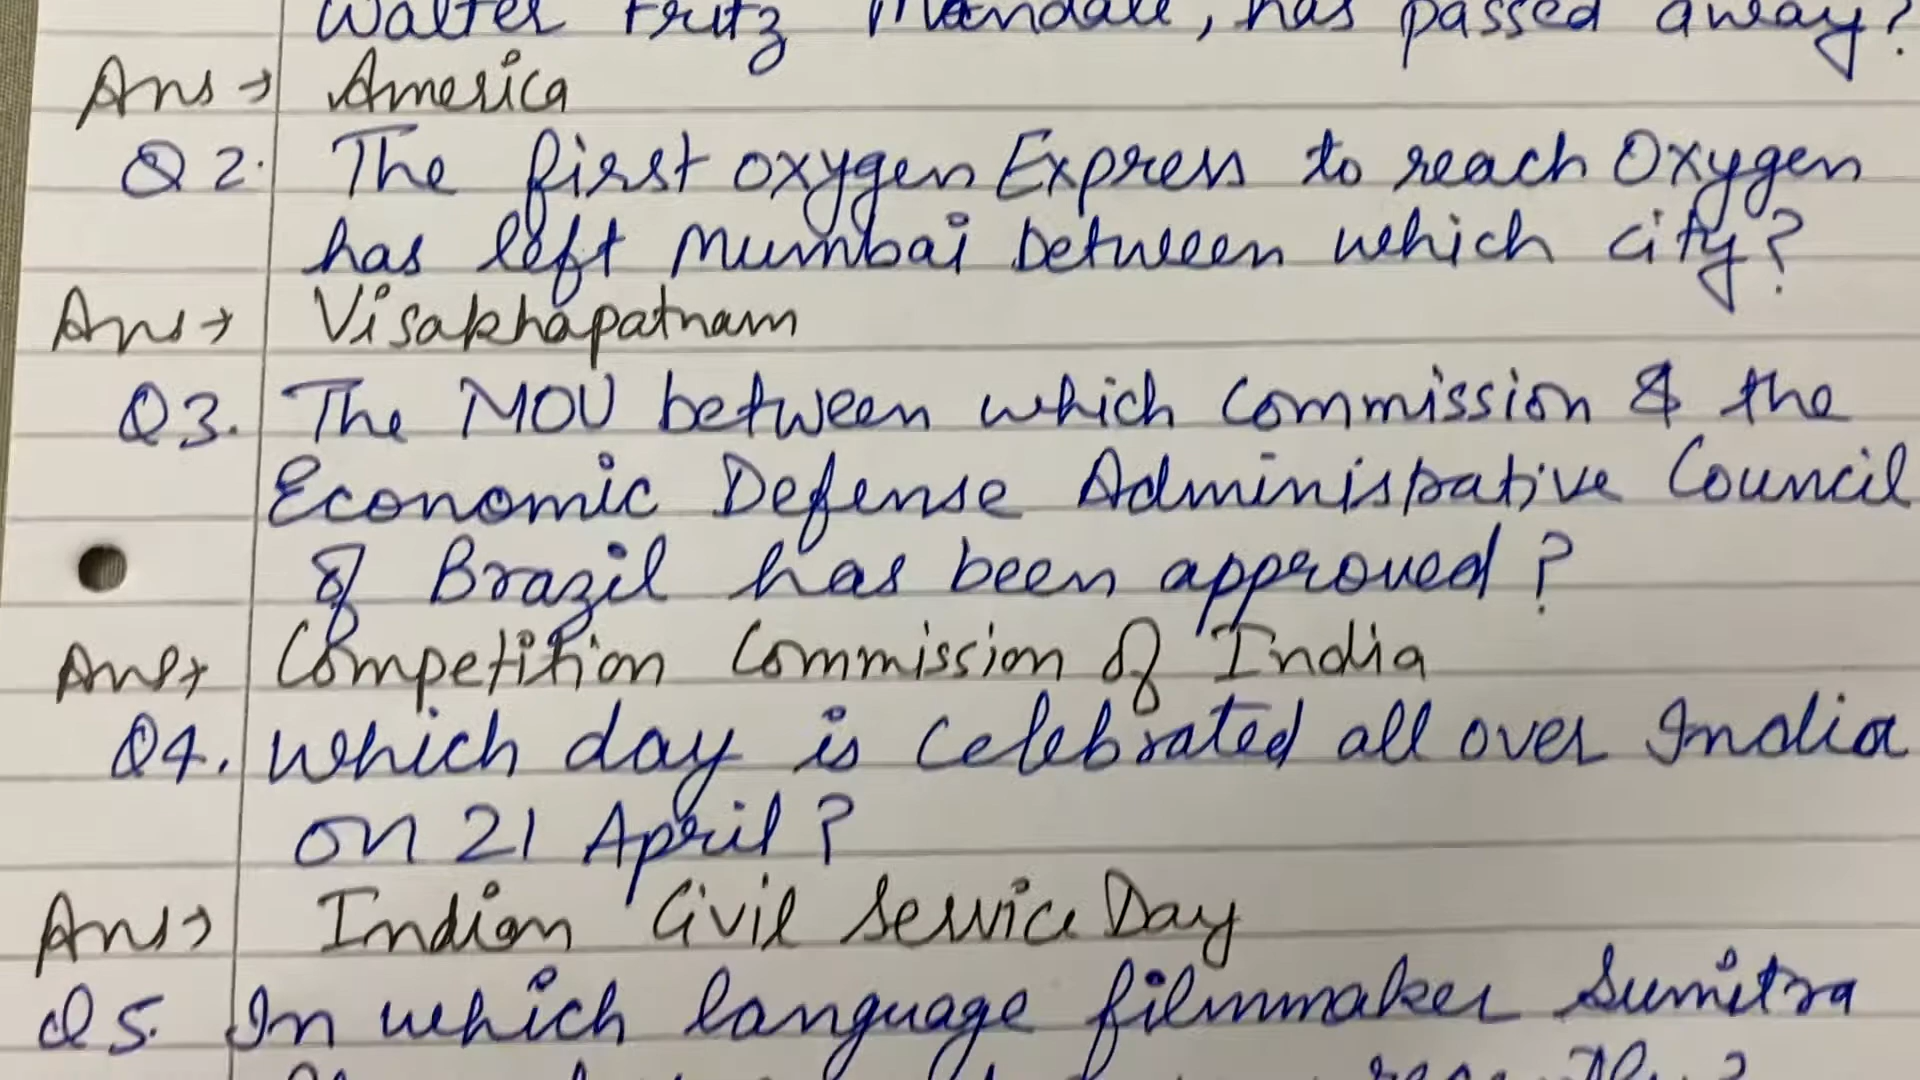 Walter Fritz Mandale, has passed away?
Ans → America
Q 2. The first oxygen Express to reach Oxygen
has left Mumbai between which city?
Ans → Visakhapatnam
Q3. The MOU between which Commission & the
Economic Defense Administrative Council
of Brazil has been approved?
Ans → Competition Commission of India
Q4. Which day is celebrated all over India
on 21 April?
Ans → Indian Civil Service Day
Q5. In which language filmmaker Sumitra